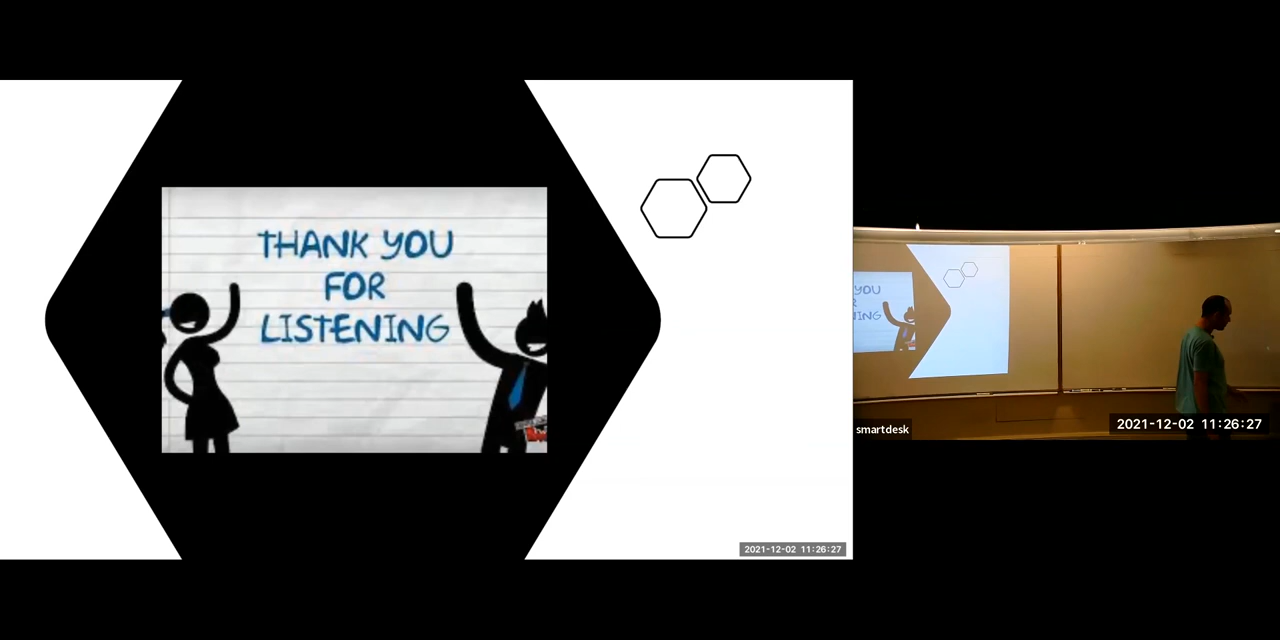 THANK YOU
FOR
LISTENING
2021-12-02 11:26:27
YOU
R
NING
smartdesk
2021-12-02 11:26:27